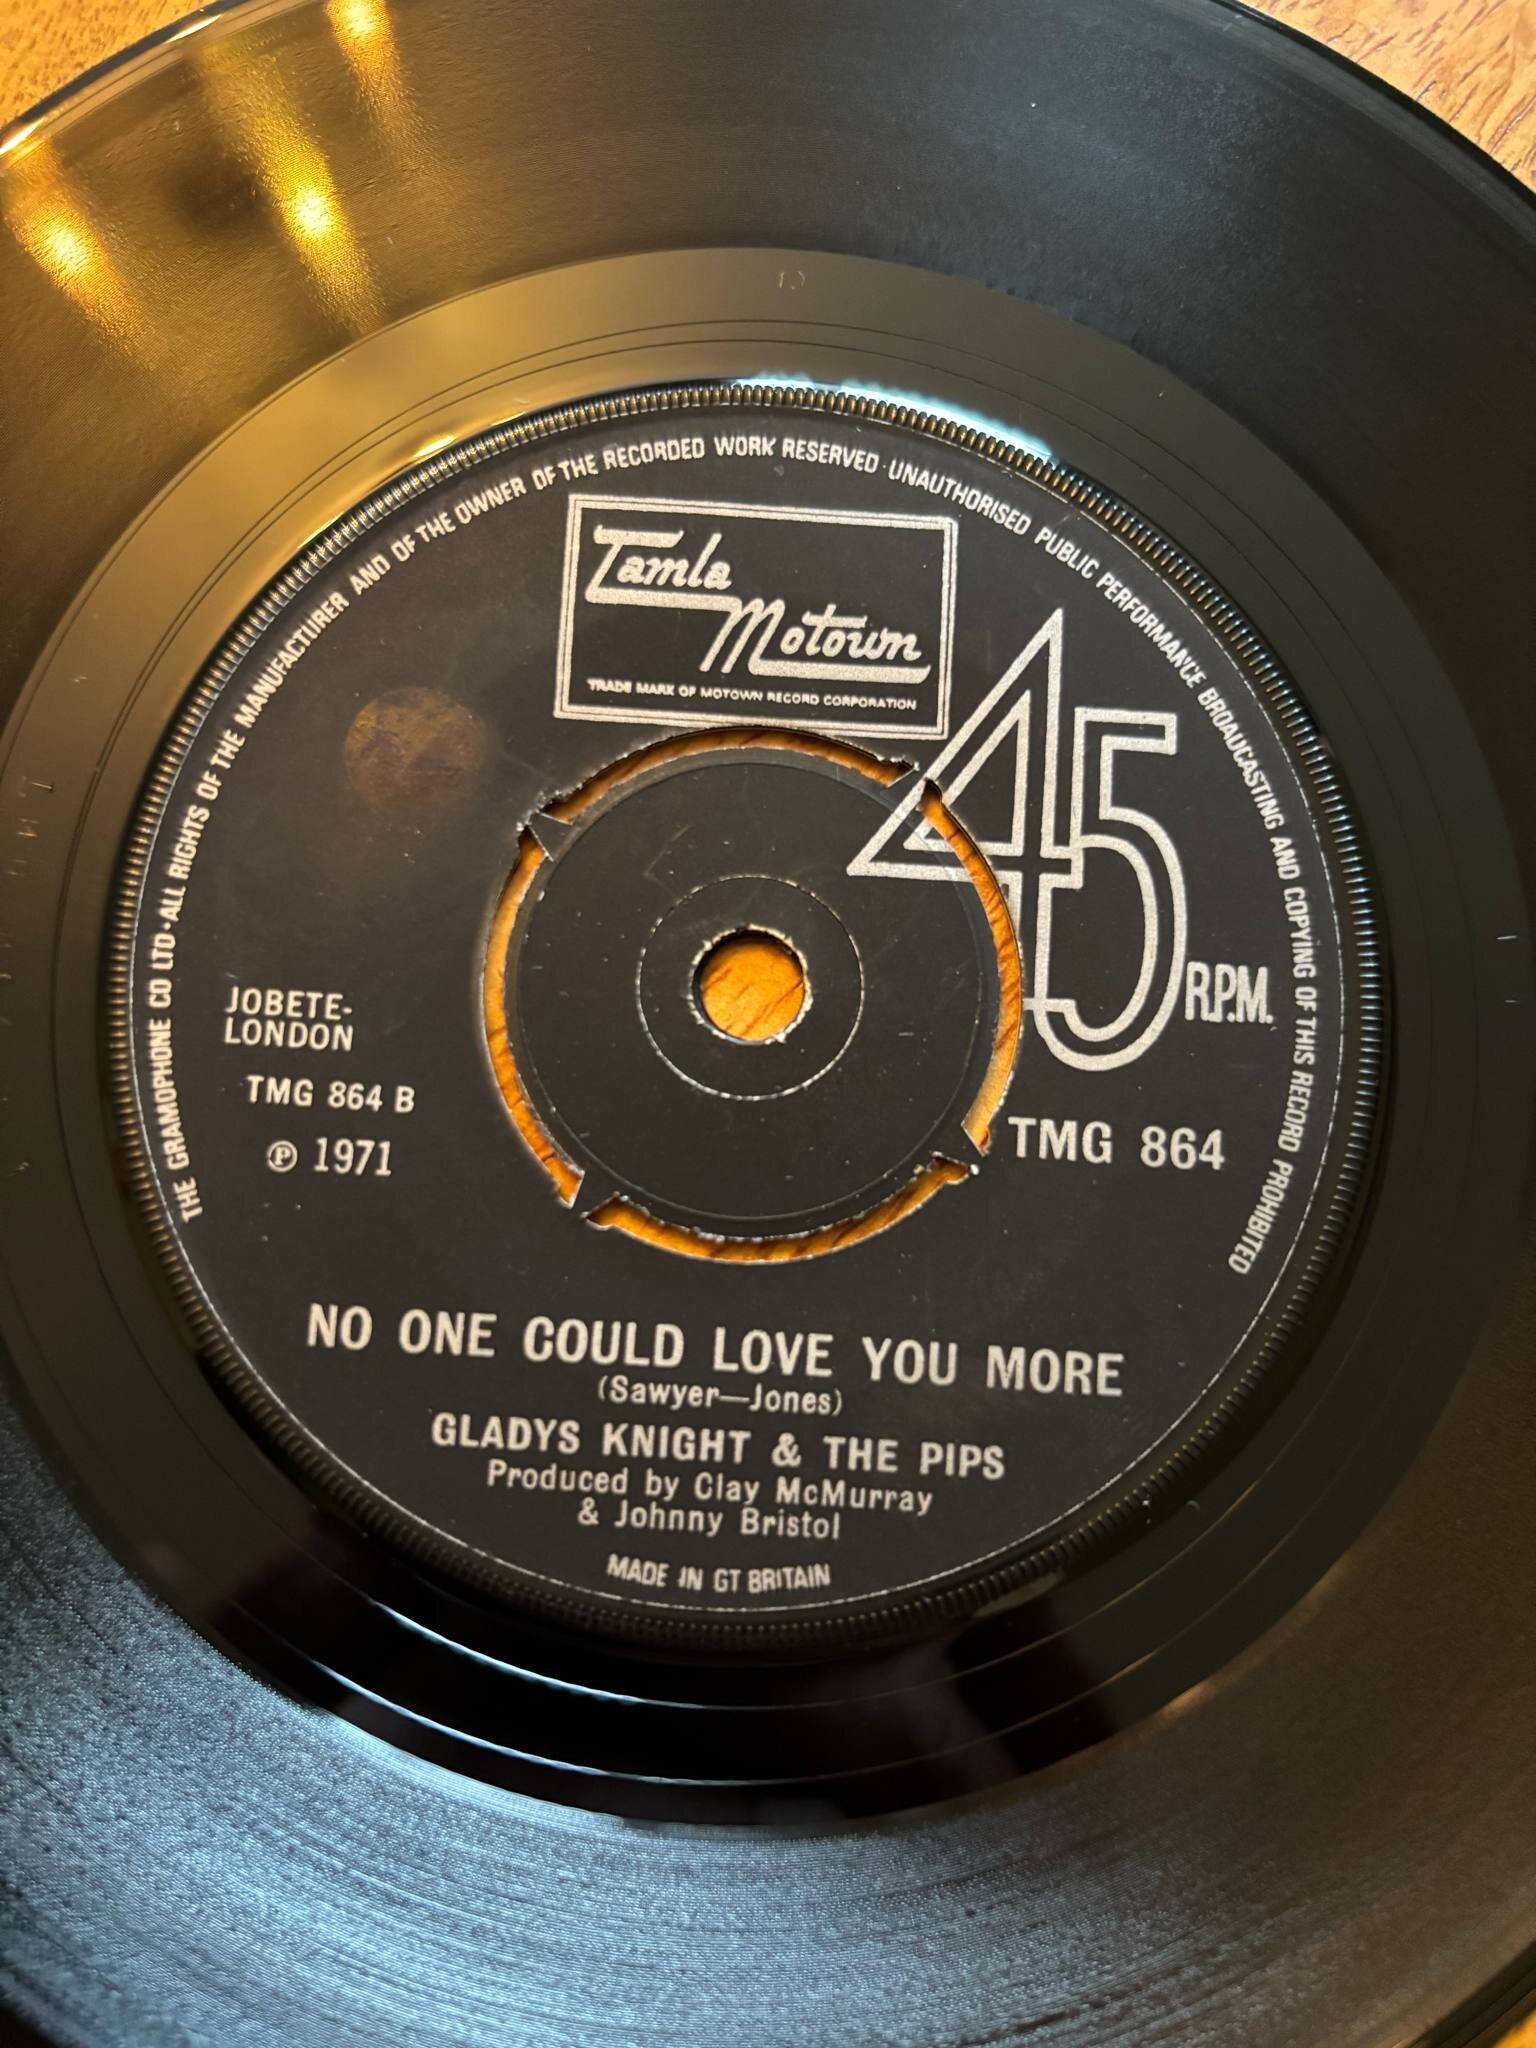 THE GRAMOPHONE CO LTD · ALL RIGHTS OF THE MANUFACTURER AND OF THE OWNER OF THE RECORDED WORK RESERVED · UNAUTHORISED PUBLIC PERFORMANCE BROADCASTING AND COPYING OF THIS RECORD PROHIBITED
Tamla
Motown
TRADE MARK OF MOTOWN RECORD CORPORATION
45
R.P.M.
JOBETE-
LONDON
TMG 864 B
℗ 1971
TMG 864
NO ONE COULD LOVE YOU MORE
(Sawyer—Jones)
GLADYS KNIGHT & THE PIPS
Produced by Clay McMurray
& Johnny Bristol
MADE IN GT BRITAIN